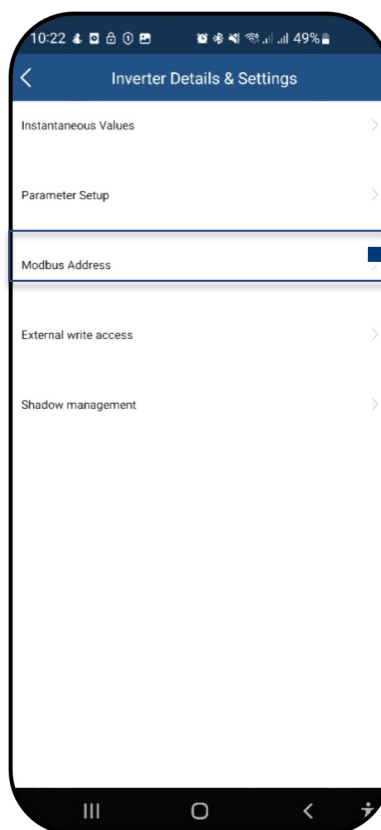 10:22 49%
Inverter Details & Settings
Instantaneous Values
Parameter Setup
Modbus Address
External write access
Shadow management